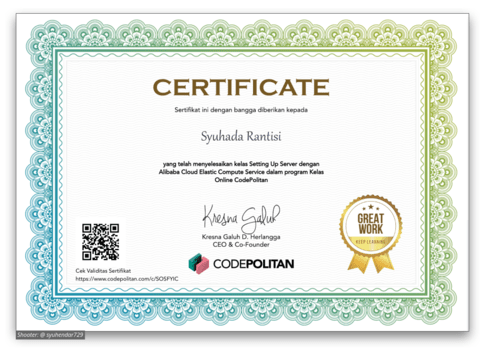 CERTIFICATE
Sertifikat ini dengan bangga diberikan kepada
Syuhada Rantisi
yang telah menyelesaikan kelas Setting Up Server dengan
Alibaba Cloud Elastic Compute Service dalam program Kelas
Online CodePolitan
Kresna Galuh
Kresna Galuh D. Herlangga
CEO & Co-Founder
CODEPOLITAN
GREAT
WORK
KEEP LEARNING
Cek Validitas Sertifikat
https://www.codepolitan.com/c/SOSFYIC
Shooter: @ syuhendar729